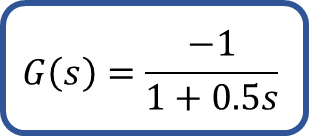 G(s) = -1 / (1 + 0.5s)